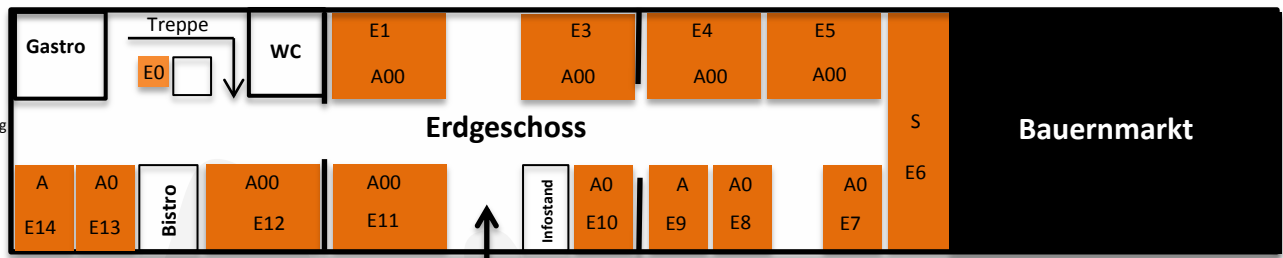 Gastro
Treppe
E0
WC
E1
A00
E3
A00
E4
A00
E5
A00
g
Erdgeschoss
S
E6
Bauernmarkt
A
E14
A0
E13
Bistro
A00
E12
A00
E11
Infostand
A0
E10
A
E9
A0
E8
A0
E7